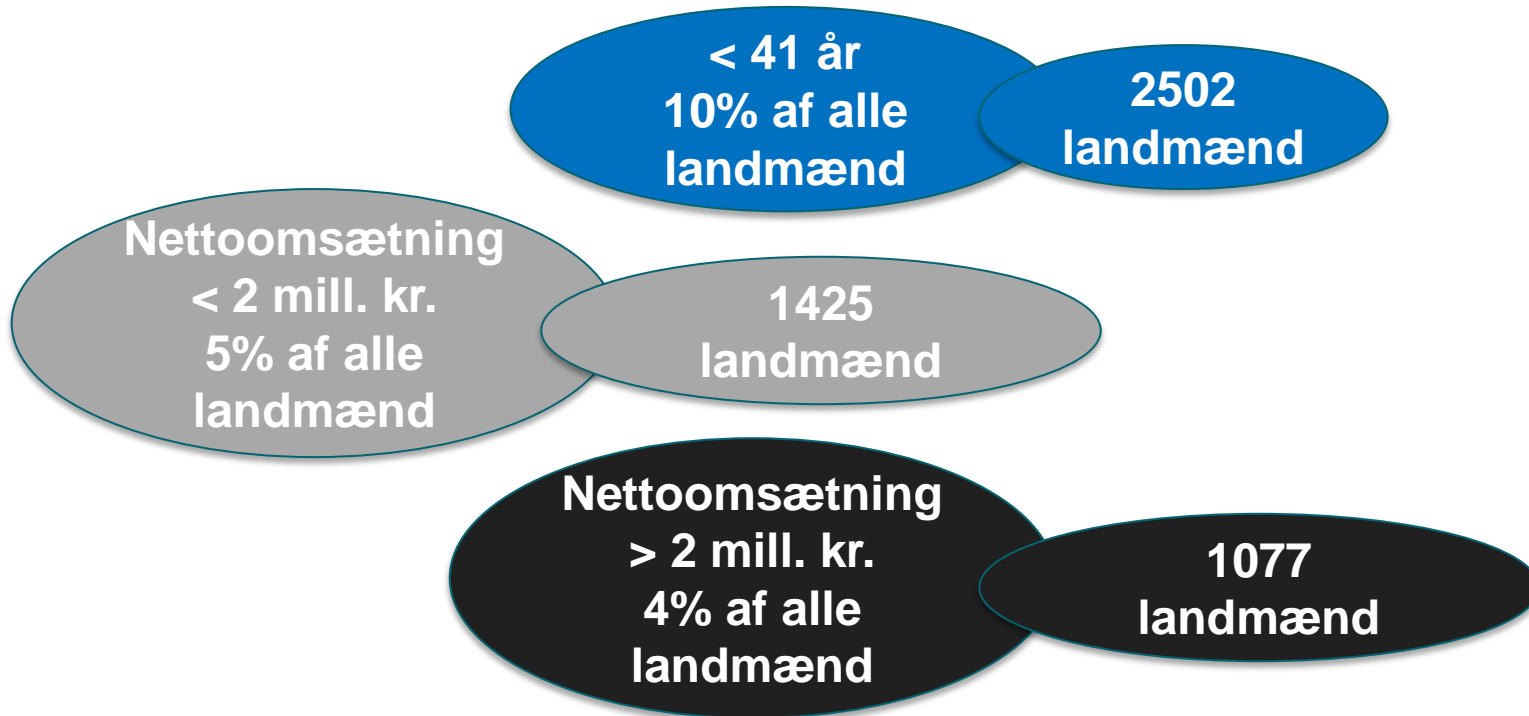 < 41 år
10% af alle
landmænd
2502
landmænd
Nettoomsætning
< 2 mill. kr.
5% af alle
landmænd
1425
landmænd
Nettoomsætning
> 2 mill. kr.
4% af alle
landmænd
1077
landmænd